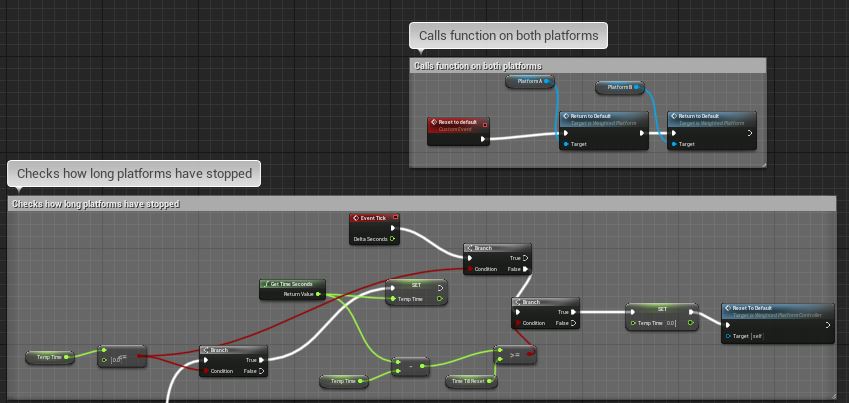 Calls function on both platforms
Calls function on both platforms
Platform A
Platform B
Reset to default
Custom Event
Return to Default
Target is Weighted Platform
Target
Return to Default
Target is Weighted Platform
Target
Checks how long platforms have stopped
Checks how long platforms have stopped
Event Tick
Delta Seconds
Branch
True
Condition
False
Get Time Seconds
Return Value
SET
Temp Time
Branch
True
Condition
False
SET
Temp Time 0.0
Reset To Default
Target is Weighted PlatformController
Target self
Temp Time
<=
0.0
Branch
True
Condition
False
-
Temp Time
>=
Time Till Reset